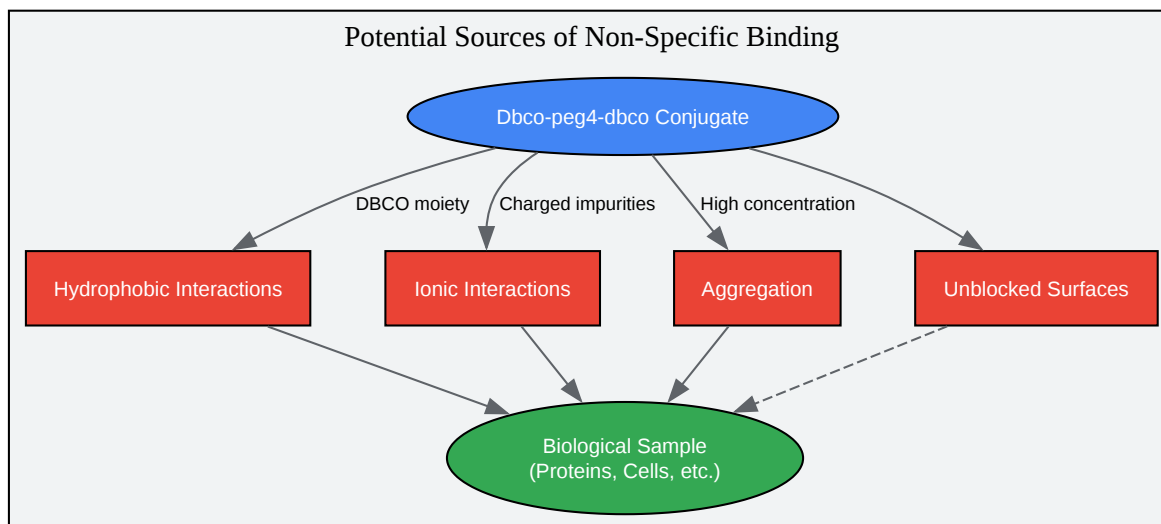 Potential Sources of Non-Specific Binding
Dbco-peg4-dbco Conjugate
DBCO moiety
Charged impurities
High concentration
Hydrophobic Interactions
Ionic Interactions
Aggregation
Unblocked Surfaces
Biological Sample
(Proteins, Cells, etc.)